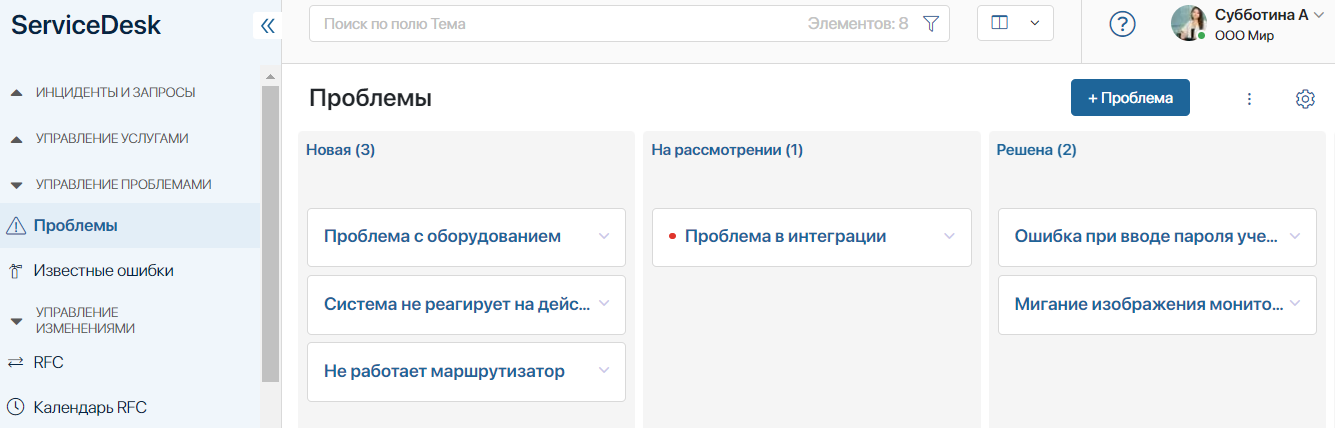 ServiceDesk
ИНЦИДЕНТЫ И ЗАПРОСЫ
УПРАВЛЕНИЕ УСЛУГАМИ
УПРАВЛЕНИЕ ПРОБЛЕМАМИ
Проблемы
Известные ошибки
УПРАВЛЕНИЕ
ИЗМЕНЕНИЯМИ
RFC
Календарь RFC
Поиск по полю Тема
Элементов: 8
?
Субботина А
ООО Мир
Проблемы
+ Проблема
Новая (3)
Проблема с оборудованием
Система не реагирует на дейс...
Не работает маршрутизатор
На рассмотрении (1)
Проблема в интеграции
Решена (2)
Ошибка при вводе пароля уче...
Мигание изображения монито...